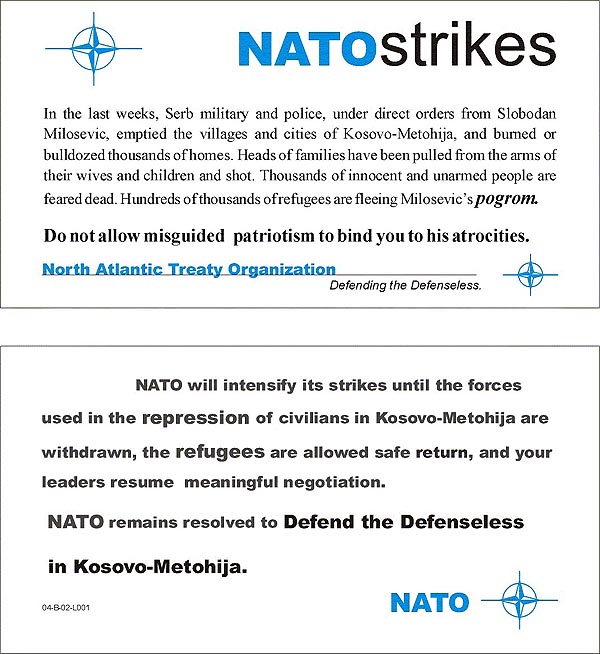 NATOstrikes
In the last weeks, Serb military and police, under direct orders from Slobodan
Milosevic, emptied the villages and cities of Kosovo-Metohija, and burned or
bulldozed thousands of homes. Heads of families have been pulled from the arms of
their wives and children and shot. Thousands of innocent and unarmed people are
feared dead. Hundreds of thousands of refugees are fleeing Milosevic's pogrom.
Do not allow misguided patriotism to bind you to his atrocities.
North Atlantic Treaty Organization
Defending the Defenseless.
NATO will intensify its strikes until the forces
used in the repression of civilians in Kosovo-Metohija are
withdrawn, the refugees are allowed safe return, and your
leaders resume meaningful negotiation.
NATO remains resolved to Defend the Defenseless
in Kosovo-Metohija.
04-B-02-L001
NATO